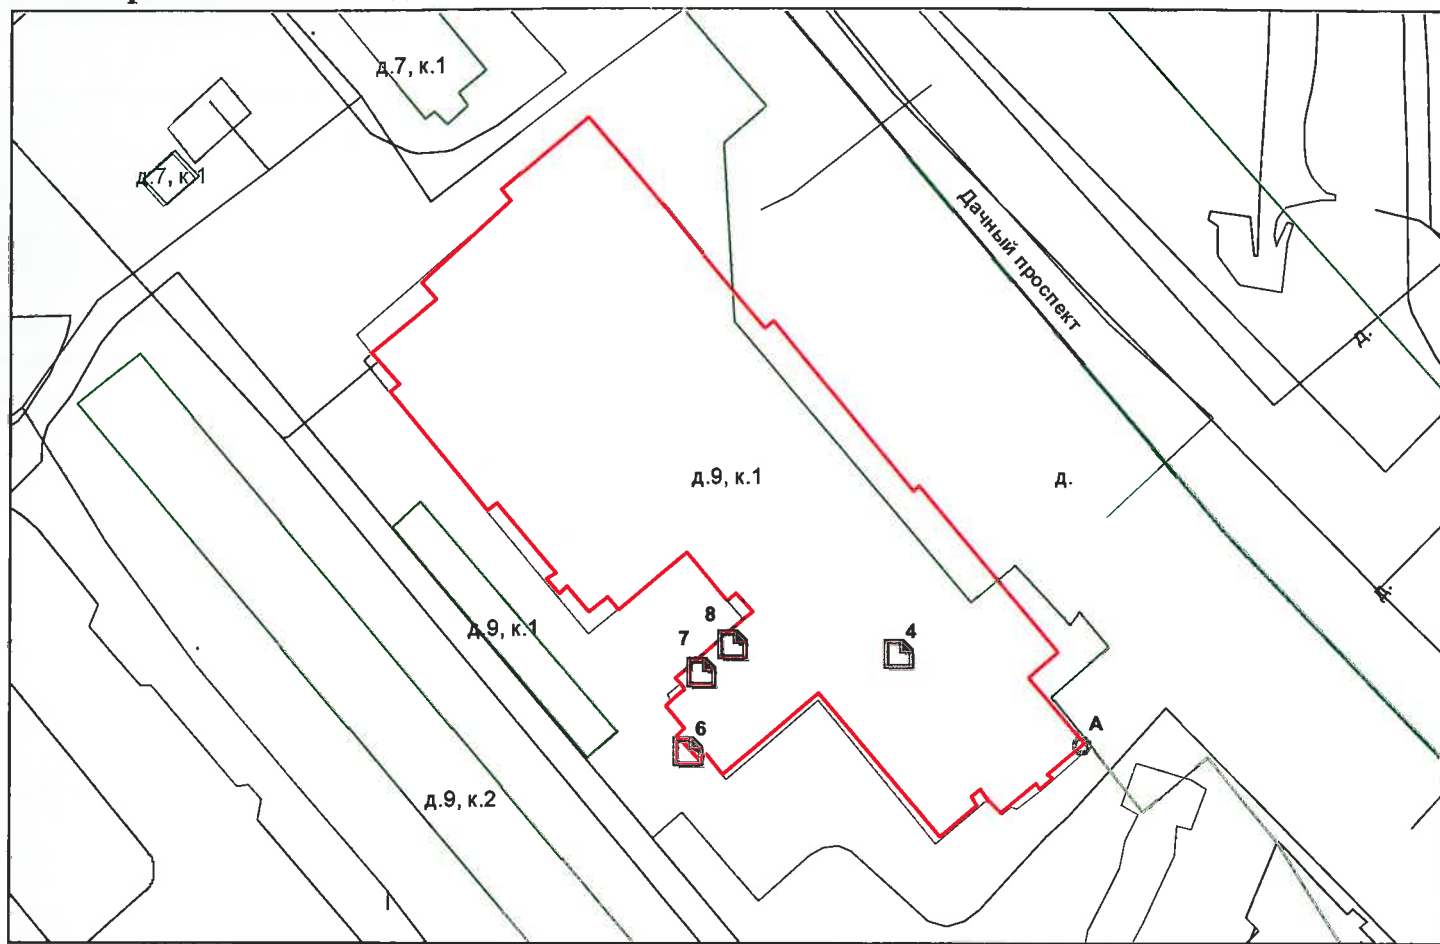 д.7, к.1
д.7, к.1
Дачный проспект
д.
д.9, к.1
д.
д.
8
д.9, к.1
7
4
6
А
д.9, к.2